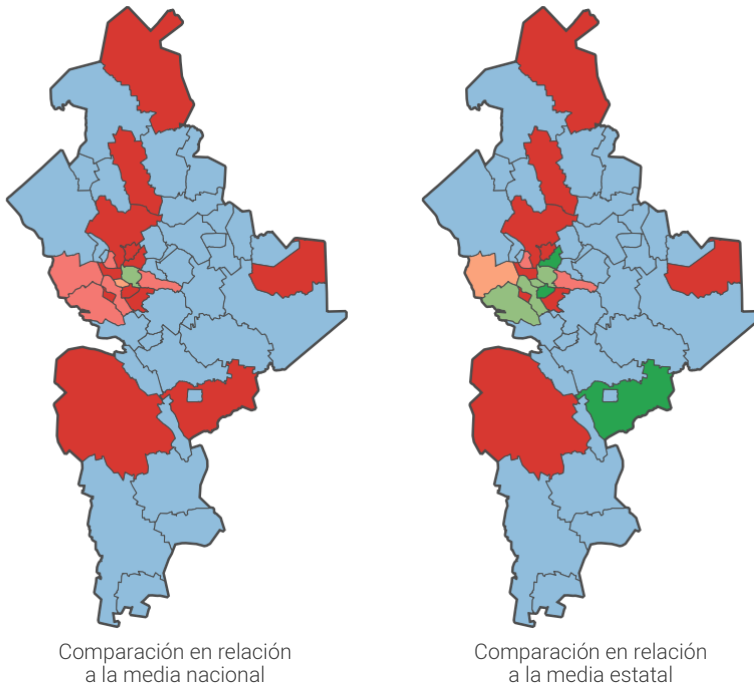 Comparación en relación
a la media nacional
Comparación en relación
a la media estatal